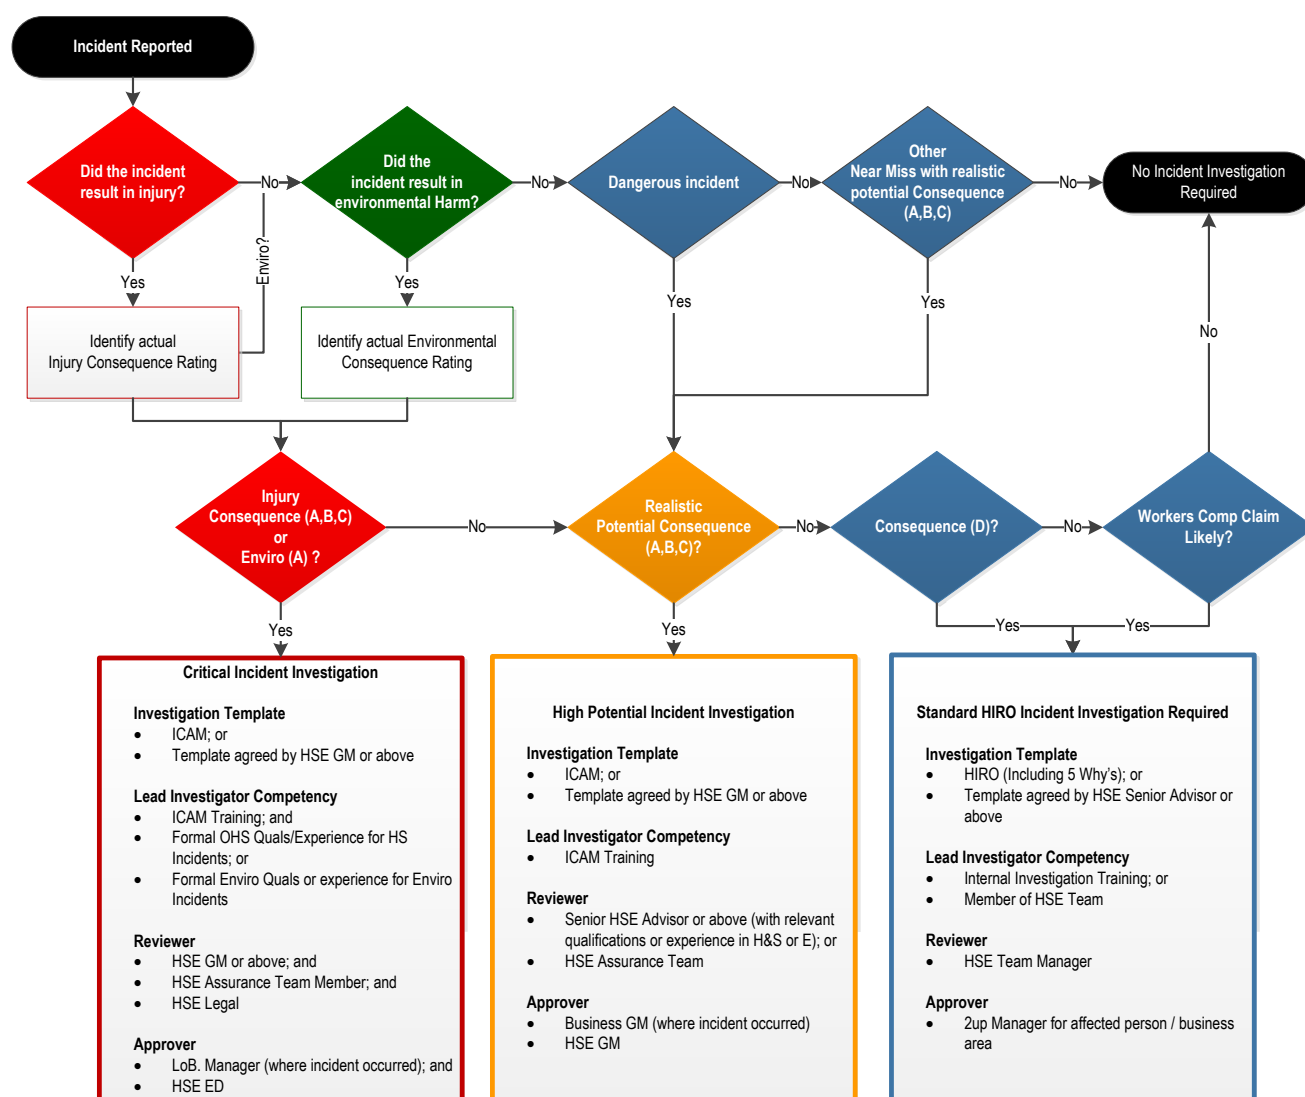 Incident Reported
Did the incident
result in injury?
No
Did the
incident result in
environmental Harm?
No
Dangerous incident
No
Other
Near Miss with realistic
potential Consequence
(A,B,C)
No
No Incident Investigation
Required
Enviro?
Yes
Yes
Yes
Yes
No
Identify actual
Injury Consequence Rating
Identify actual Environmental
Consequence Rating
Injury
Consequence (A,B,C)
or
Enviro (A) ?
No
Realistic
Potential Consequence
(A,B,C)?
No
Consequence (D)?
No
Workers Comp Claim
Likely?
Yes
Yes
Yes
Yes
Critical Incident Investigation
Investigation Template
• ICAM; or
• Template agreed by HSE GM or above
Lead Investigator Competency
• ICAM Training; and
• Formal OHS Quals/Experience for HS
Incidents; or
• Formal Enviro Quals or experience for Enviro
Incidents
Reviewer
• HSE GM or above; and
• HSE Assurance Team Member; and
• HSE Legal
Approver
• LoB. Manager (where incident occurred); and
• HSE ED
High Potential Incident Investigation
Investigation Template
• ICAM; or
• Template agreed by HSE GM or above
Lead Investigator Competency
• ICAM Training
Reviewer
• Senior HSE Advisor or above (with relevant
qualifications or experience in H&S or E); or
• HSE Assurance Team
Approver
• Business GM (where incident occurred)
• HSE GM
Standard HIRO Incident Investigation Required
Investigation Template
• HIRO (Including 5 Why's); or
• Template agreed by HSE Senior Advisor or
above
Lead Investigator Competency
• Internal Investigation Training; or
• Member of HSE Team
Reviewer
• HSE Team Manager
Approver
• 2up Manager for affected person / business
area